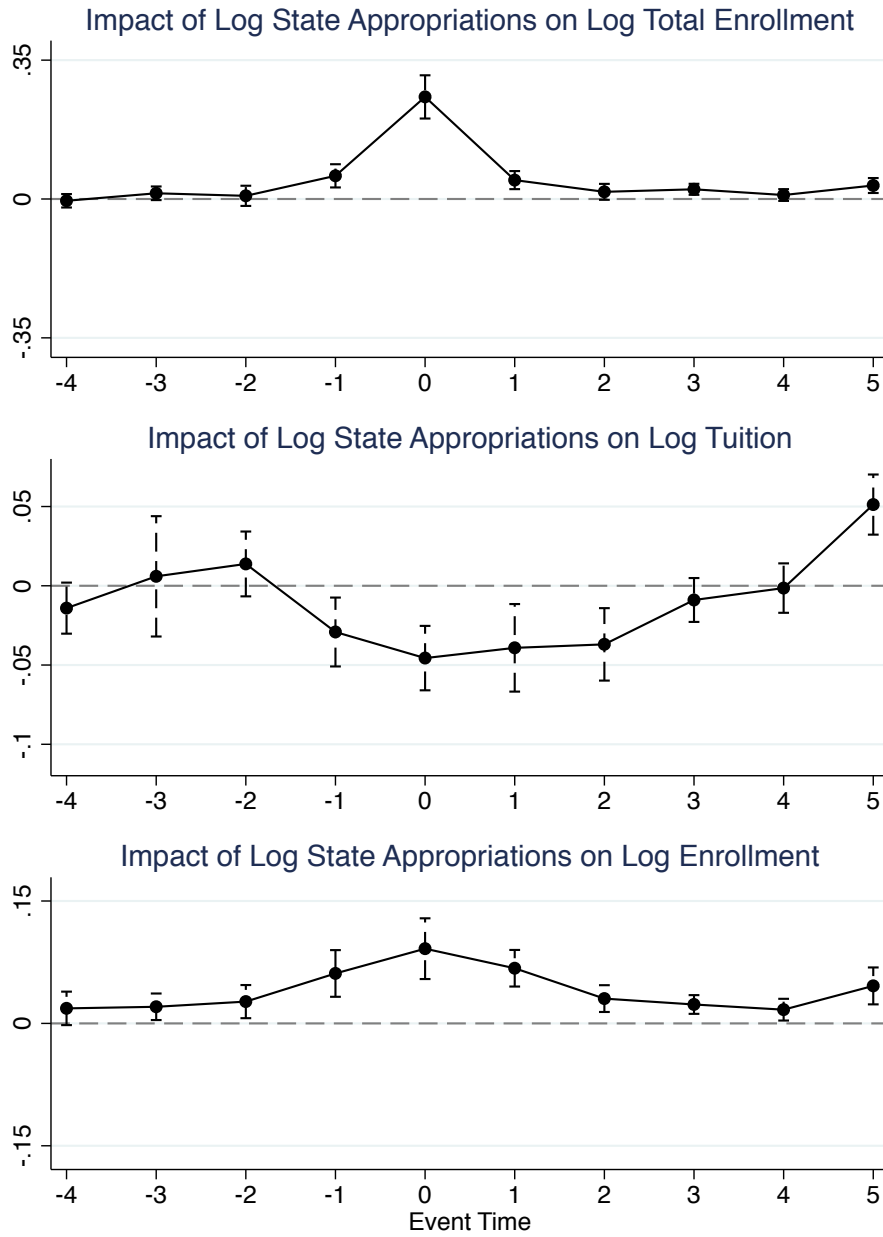 Impact of Log State Appropriations on Log Total Enrollment
.35
0
-.35
-4 -3 -2 -1 0 1 2 3 4 5
Impact of Log State Appropriations on Log Tuition
.05
0
-.05
-.1
-4 -3 -2 -1 0 1 2 3 4 5
Impact of Log State Appropriations on Log Enrollment
.15
0
-.15
-4 -3 -2 -1 0 1 2 3 4 5
Event Time